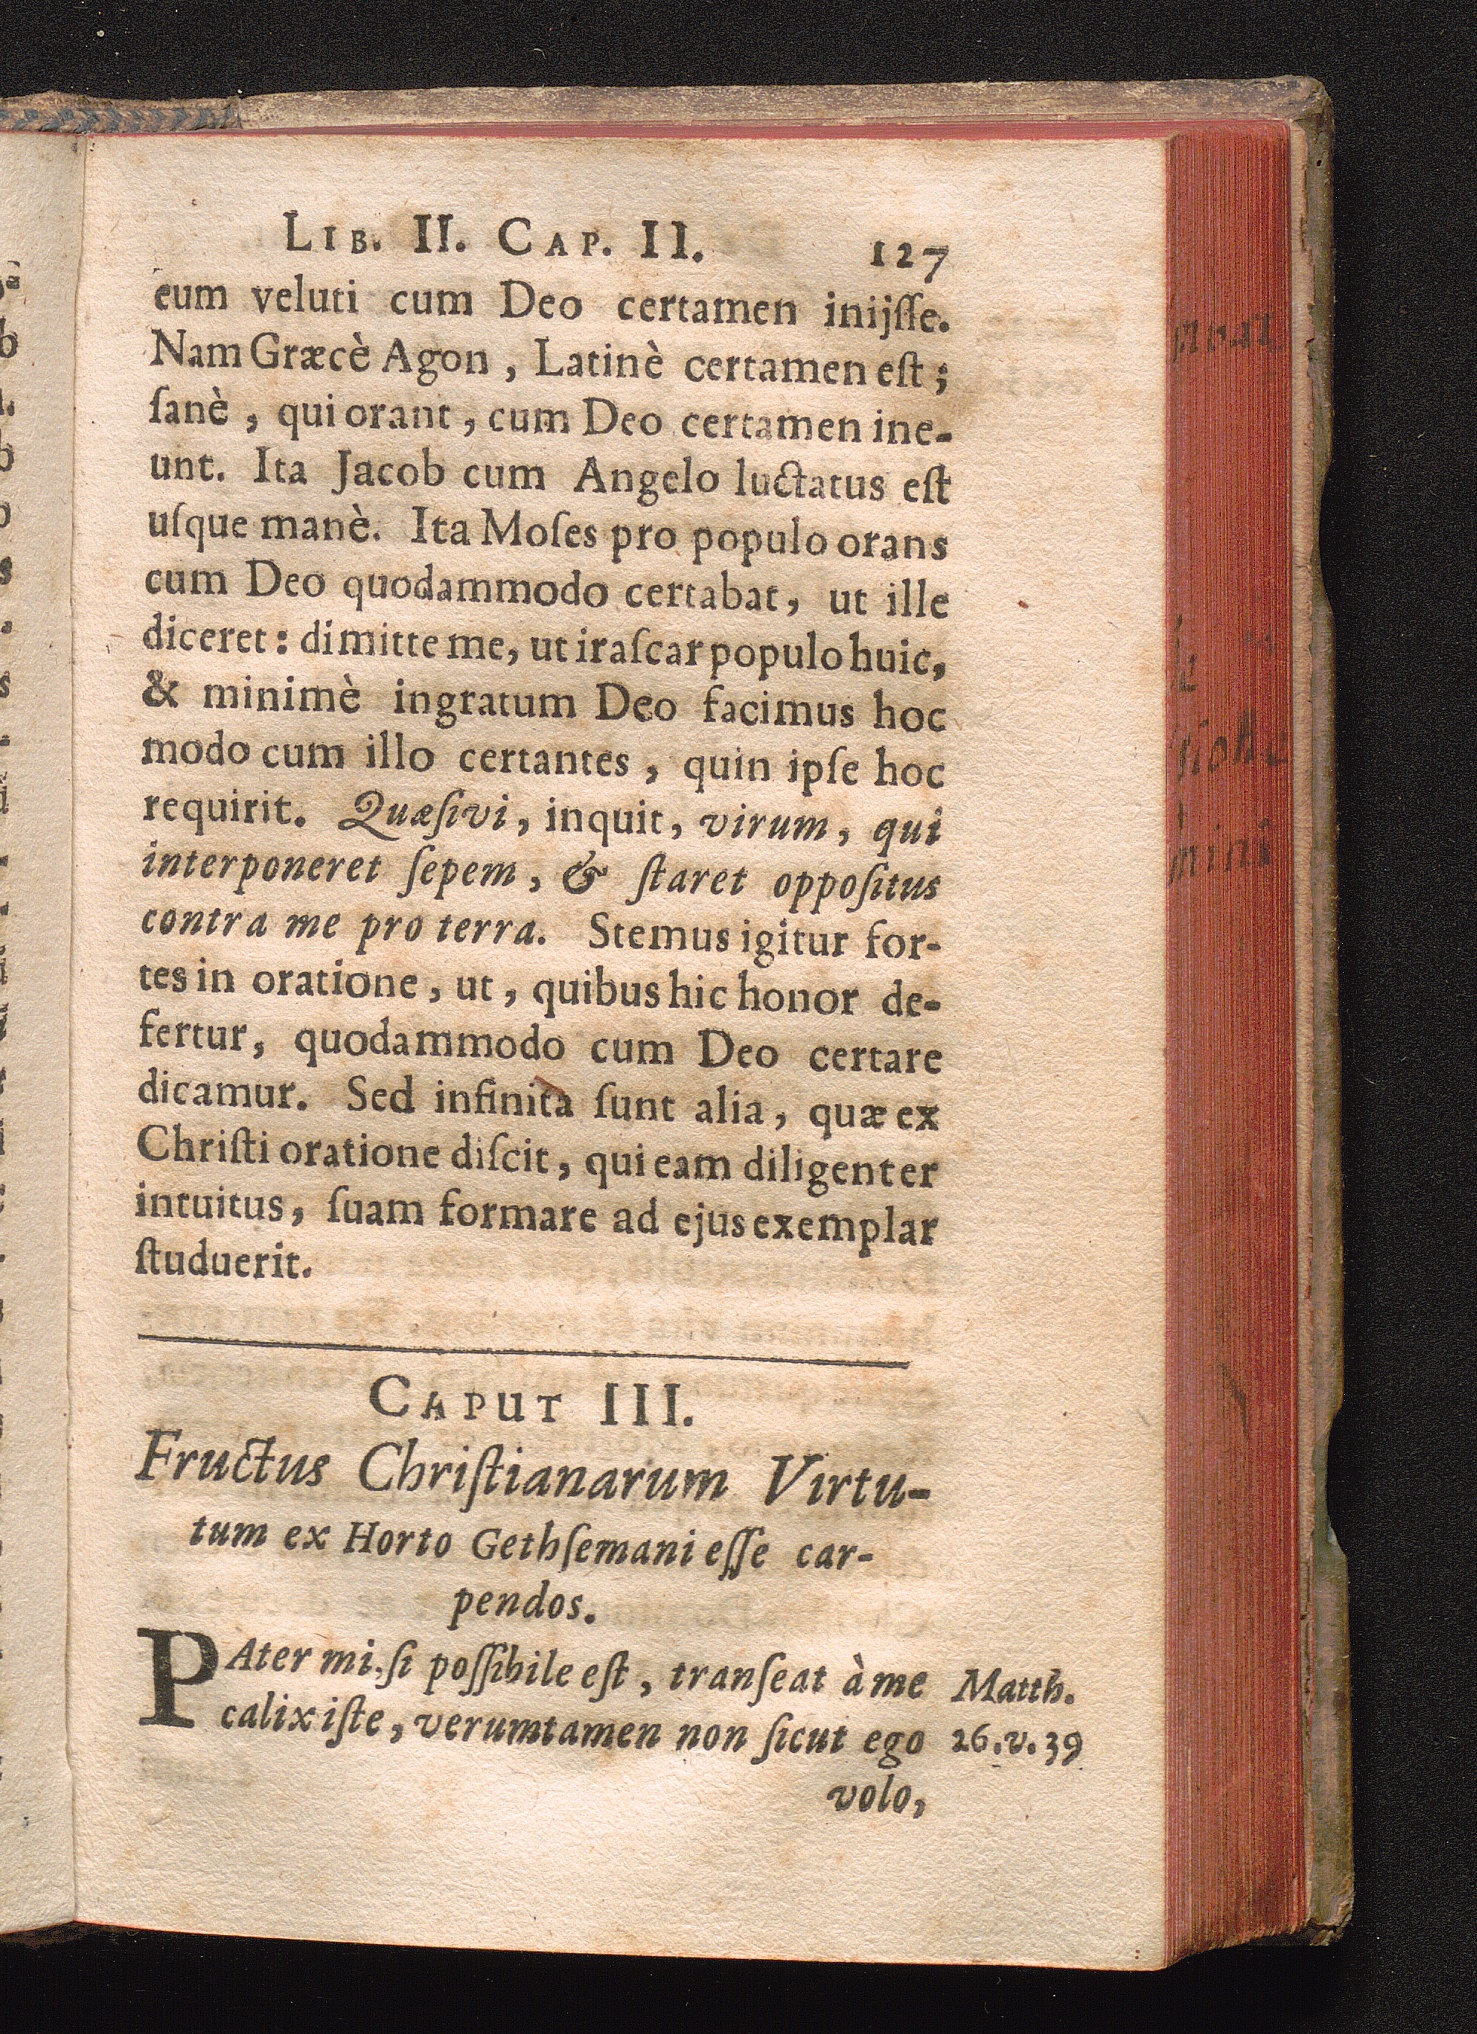 LIB. II. CAP. II. 127
eum veluti cum Deo certamen inijſſe.
Nam Græcè Agon, Latinè certamen eſt;
ſanè, qui orant, cum Deo certamen ine-
unt. Ita Jacob cum Angelo luctatus eſt
uſque manè. Ita Moſes pro populo orans
cum Deo quodammodo certabat, ut ille
diceret: dimitte me, ut iraſcar populo huic,
& minimè ingratum Deo facimus hoc
modo cum illo certantes, quin ipſe hoc
requirit. Quæſivi, inquit, virum, qui
interponeret ſepem, & ſtaret oppoſitus
contra me pro terra. Stemus igitur for-
tes in oratione, ut, quibus hic honor de-
fertur, quodammodo cum Deo certare
dicamur. Sed infinita ſunt alia, quæ ex
Chriſti oratione diſcit, qui eam diligenter
intuitus, ſuam formare ad ejus exemplar
ſtuduerit.
CAPUT III.
Fructus Chriſtianarum Virtu-
tum ex Horto Gethſemani eſſe car-
pendos.
PAter mi, ſi poſſibile eſt, tranſeat à me Matth.
calix iſte, verumtamen non ſicut ego 26. v. 39
volo,